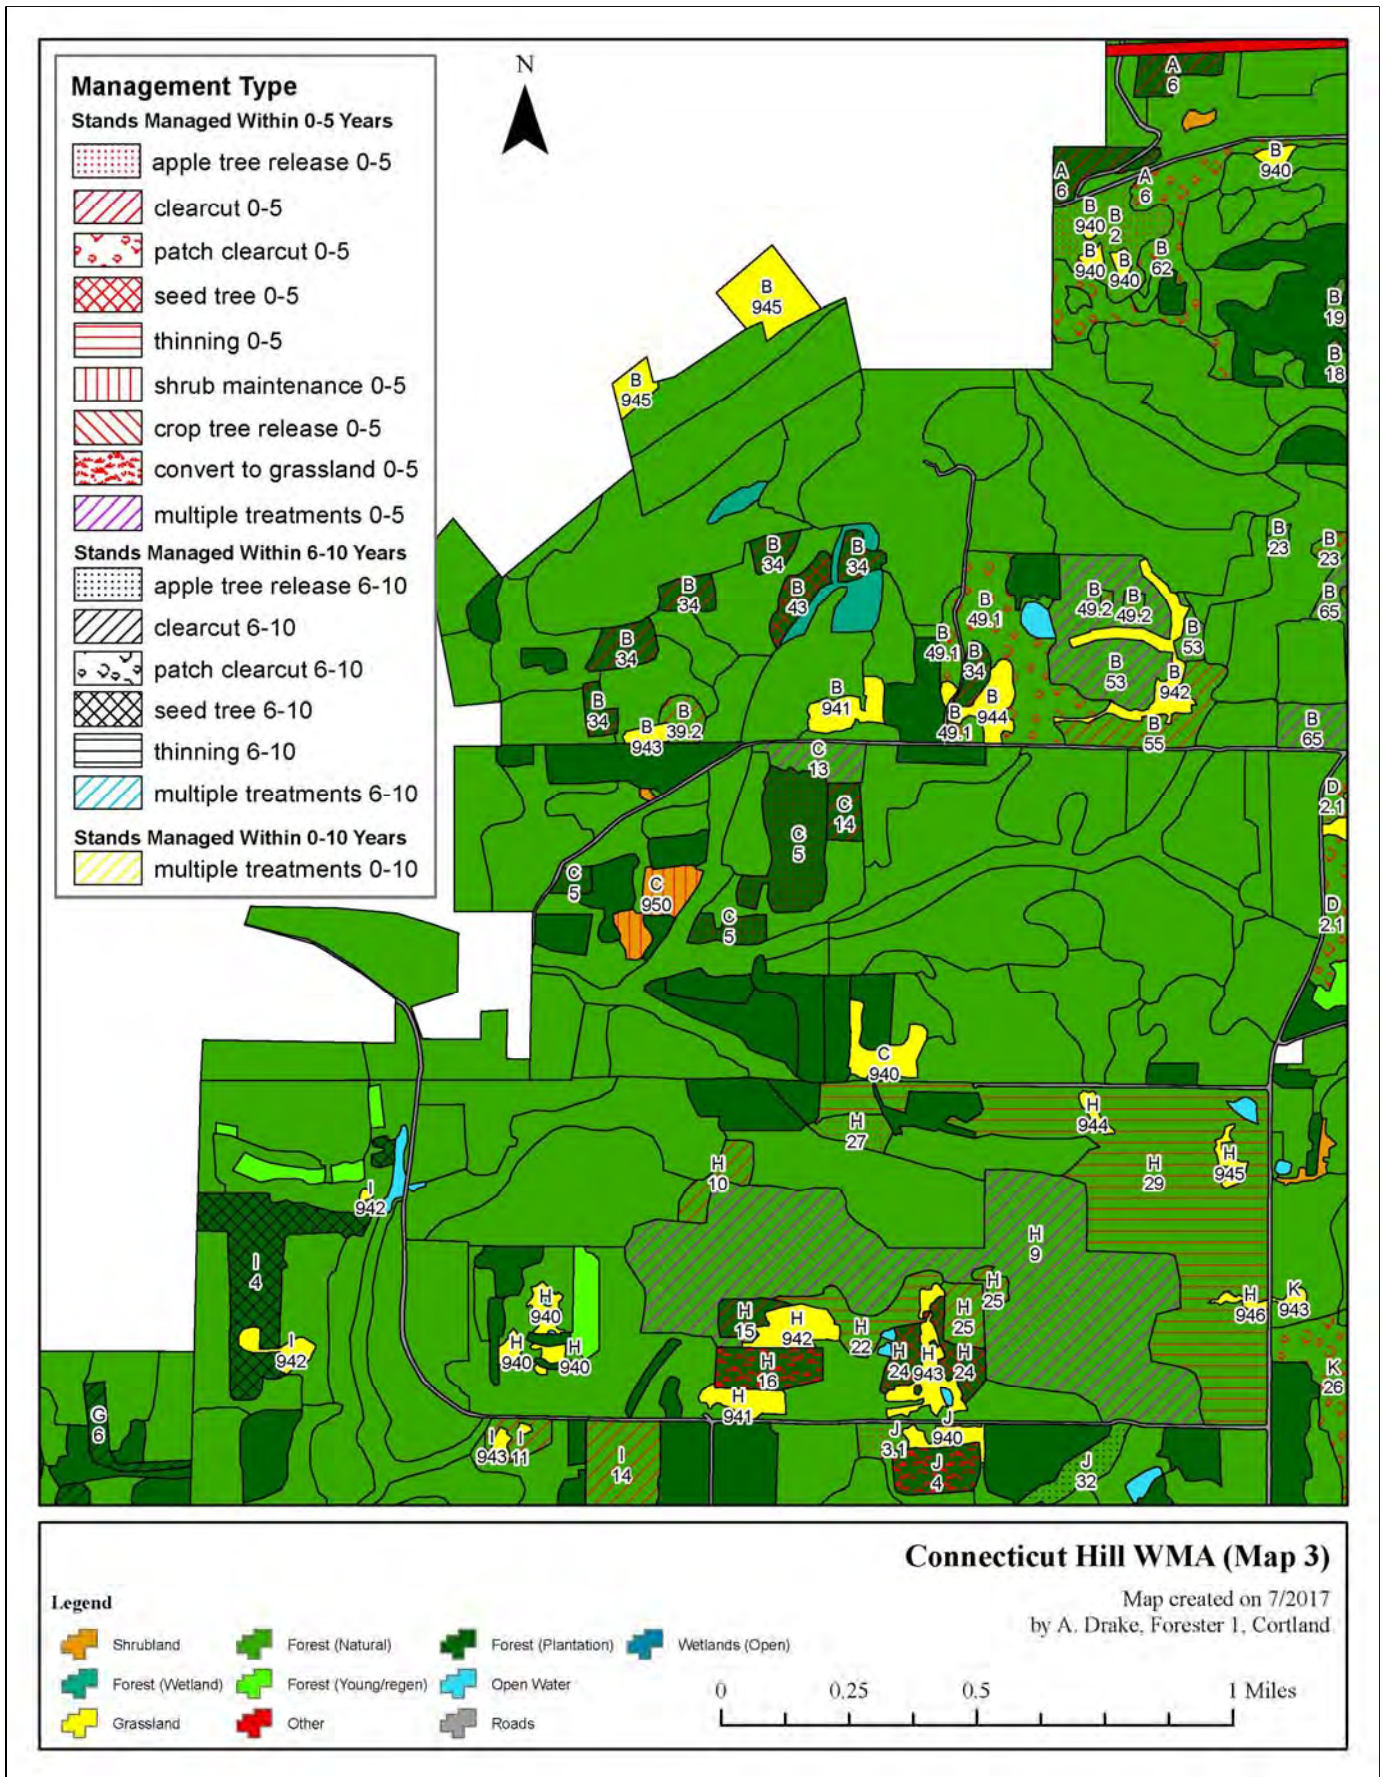 Management Type
Stands Managed Within 0-5 Years
apple tree release 0-5
clearcut 0-5
patch clearcut 0-5
seed tree 0-5
thinning 0-5
shrub maintenance 0-5
crop tree release 0-5
convert to grassland 0-5
multiple treatments 0-5
Stands Managed Within 6-10 Years
apple tree release 6-10
clearcut 6-10
patch clearcut 6-10
seed tree 6-10
thinning 6-10
multiple treatments 6-10
Stands Managed Within 0-10 Years
multiple treatments 0-10
N
A
6
B
940
A
6
A
6
B
940
B
2
B
940
B
940
B
62
B
19
B
18
B
945
B
945
B
34
B
34
B
34
B
43
B
34
B
34
B
39.2
B
943
B
941
B
49.1
B
49.1
B
34
B
944
B
49.1
B
49.2
B
49.2
B
53
B
53
B
942
B
55
B
23
B
23
B
65
B
65
C
13
C
14
C
5
C
5
C
950
C
5
D
2.1
D
2.1
C
940
H
27
H
944
H
945
H
29
H
10
H
9
I
942
I
4
I
942
H
940
H
940
H
940
H
15
H
942
H
22
H
25
H
25
H
24
H
943
H
24
H
16
H
941
H
946
K
943
K
26
G
6
I
943
I
11
I
14
J
3.1
J
940
J
4
J
32
Connecticut Hill WMA (Map 3)
Map created on 7/2017
by A. Drake, Forester 1, Cortland
Legend
Shrubland
Forest (Natural)
Forest (Plantation)
Wetlands (Open)
Forest (Wetland)
Forest (Young/regen)
Open Water
Grassland
Other
Roads
0 0.25 0.5 1 Miles